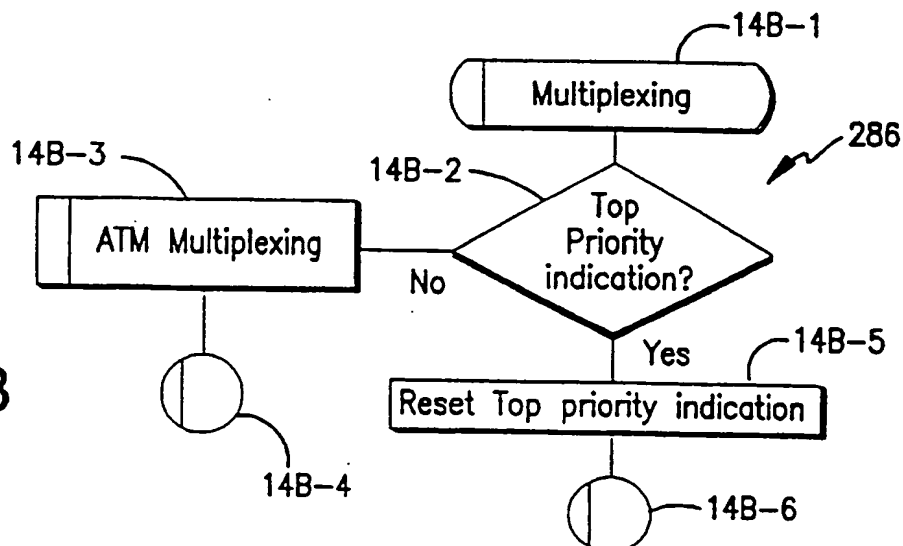 14B-1
Multiplexing
286
14B-3
14B-2
Top
Priority
indication?
ATM Multiplexing
No
Yes
14B-5
Reset Top priority indication
14B-4
14B-6